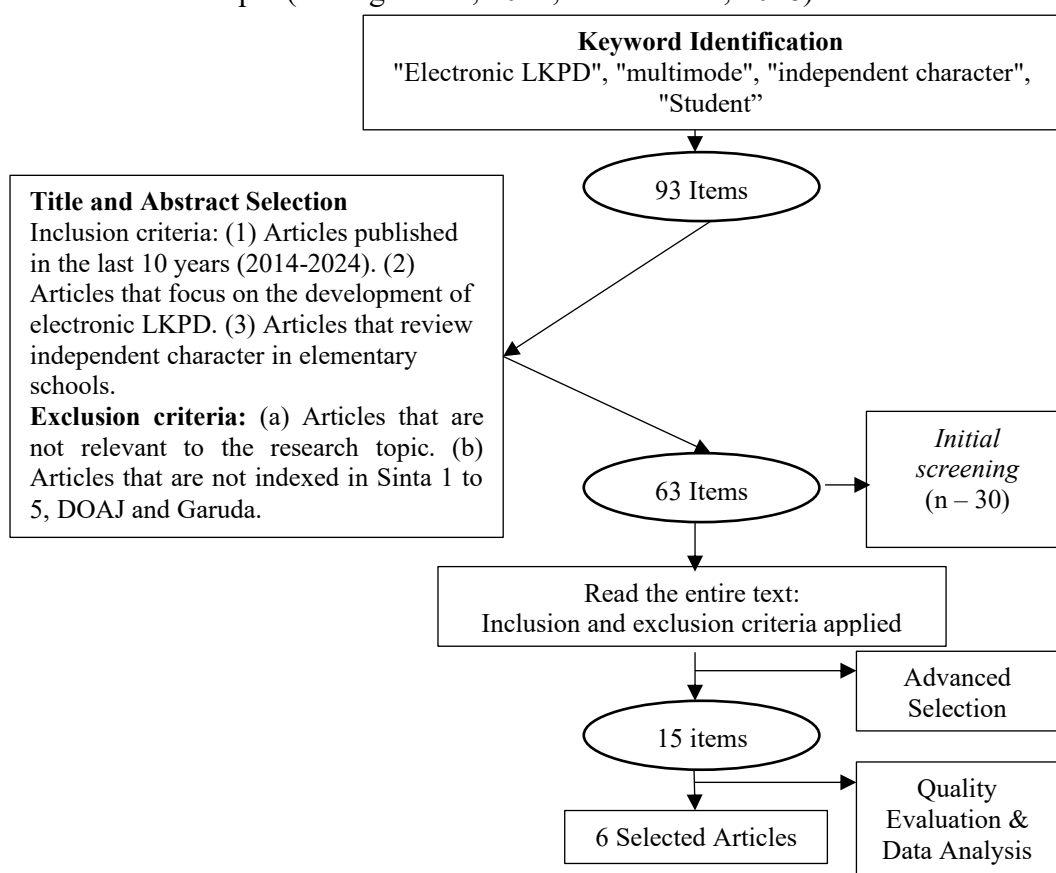 Keyword Identification
"Electronic LKPD", "multimode", "independent character",
"Student”
93 Items
Title and Abstract Selection
Inclusion criteria: (1) Articles published
in the last 10 years (2014-2024). (2)
Articles that focus on the development of
electronic LKPD. (3) Articles that review
independent character in elementary
schools.
Exclusion criteria: (a) Articles that are
not relevant to the research topic. (b)
Articles that are not indexed in Sinta 1 to
5, DOAJ and Garuda.
63 Items
Initial
screening
(n – 30)
Read the entire text:
Inclusion and exclusion criteria applied
Advanced
Selection
15 items
Quality
Evaluation &
Data Analysis
6 Selected Articles